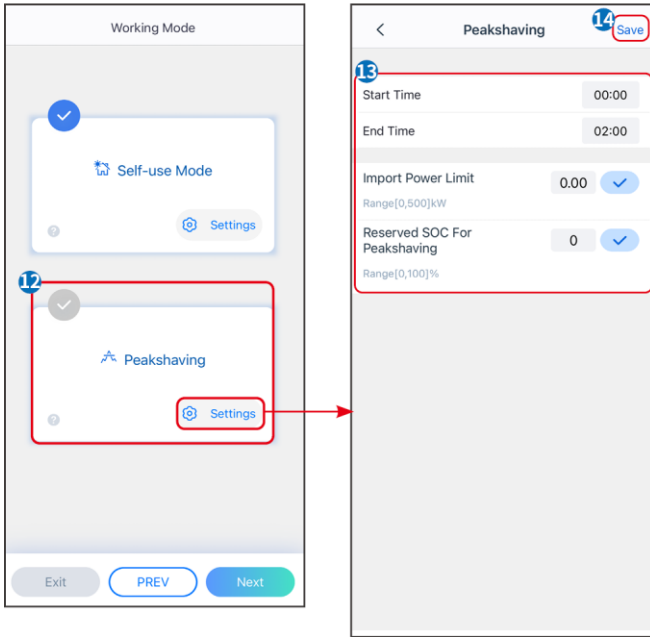 Working Mode
Self-use Mode
Settings
12
Peakshaving
Settings
Exit
PREV
Next
Peakshaving
14
Save
13
Start Time
00:00
End Time
02:00
Import Power Limit
0.00
Range[0,500]kW
Reserved SOC For
Peakshaving
0
Range[0,100]%